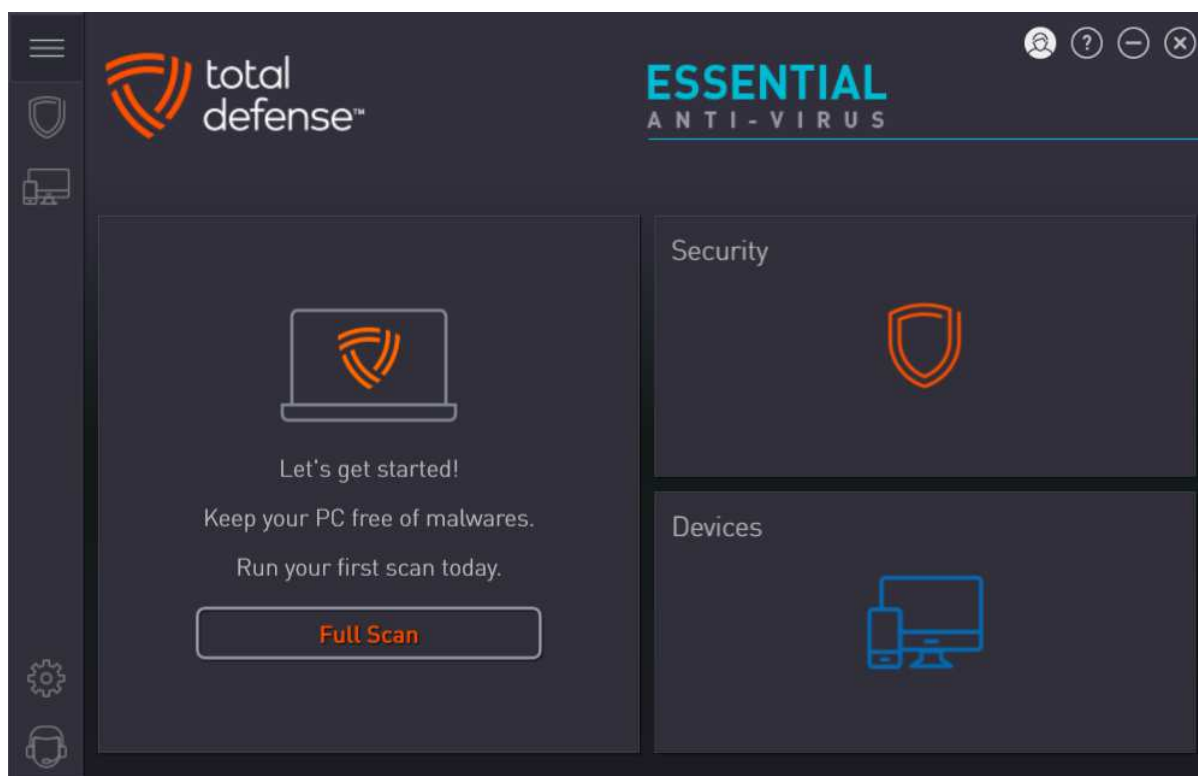 total
defense™
ESSENTIAL
ANTI-VIRUS
?
Let's get started!
Keep your PC free of malwares.
Run your first scan today.
Full Scan
Security
Devices